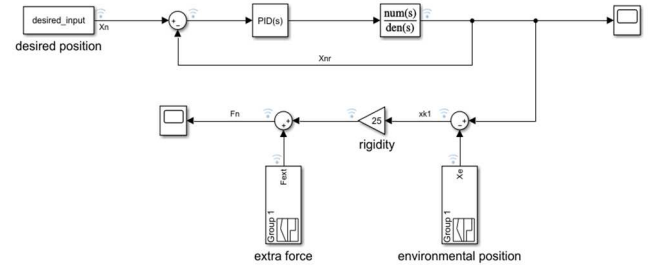 desired_input
Xn
desired position
PID(s)
num(s)
den(s)
Xnr
Fn
25
xk1
rigidity
Fext
Xe
Group 1
Group 1
extra force
environmental position